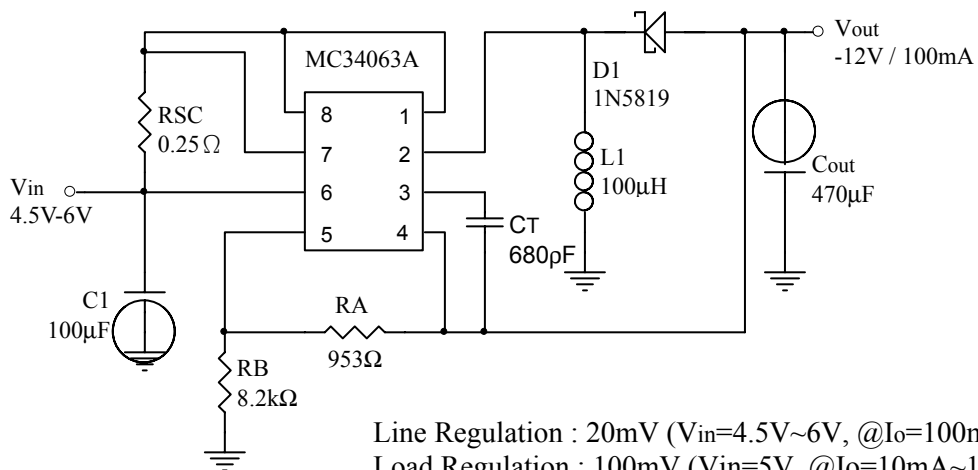 MC34063A
Vout
-12V / 100mA
D1
1N5819
RSC
0.25Ω
8
1
7
2
6
3
5
4
Vin
4.5V-6V
L1
100µH
Cout
470µF
CT
680ρF
C1
100µF
RA
953Ω
RB
8.2kΩ
Line Regulation : 20mV (Vin=4.5V~6V, @Io=100m
Load Regulation : 100mV (Vin=5V, @Io=10mA~1